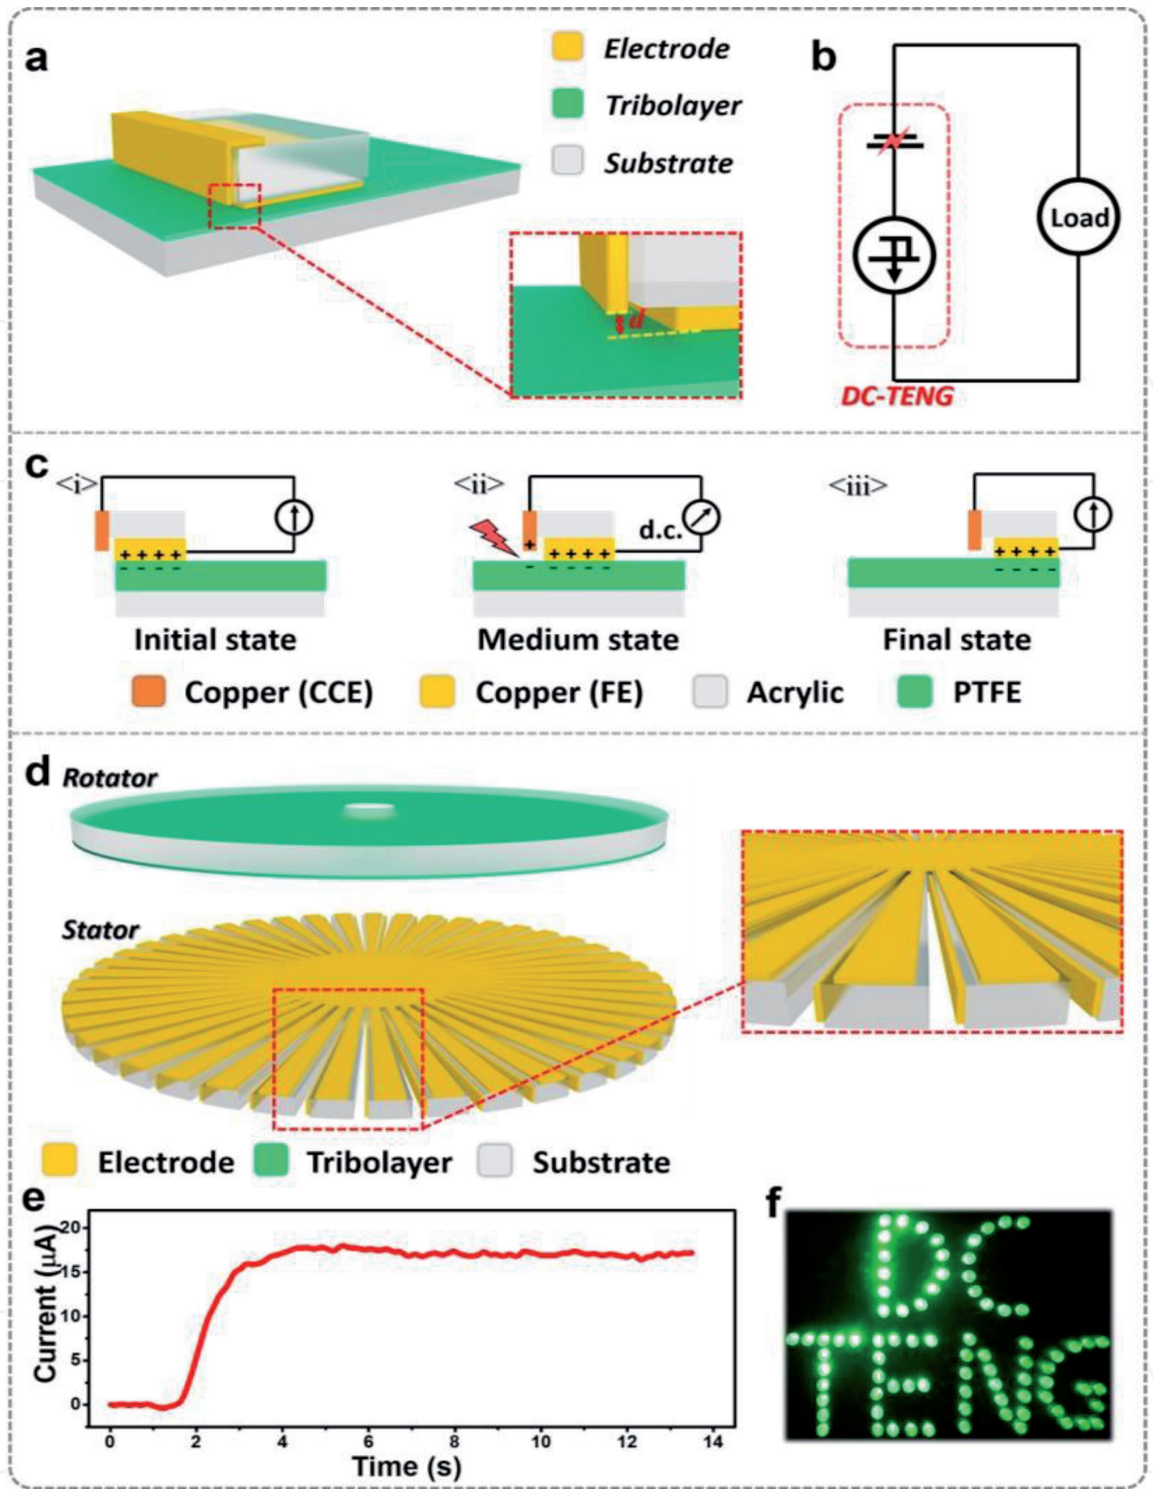 a
Electrode
Tribolayer
Substrate
d
b
Load
DC-TENG
c
<i>
<ii>
<iii>
d.c.
+ + + +
- - - -
+
-
+ + + +
- - - -
+ + + +
- - - -
Initial state
Medium state
Final state
Copper (CCE)
Copper (FE)
Acrylic
PTFE
d
Rotator
Stator
Electrode
Tribolayer
Substrate
e
Current (μA)
20
15
10
5
0
0 2 4 6 8 10 12 14
Time (s)
f
DC
TENG